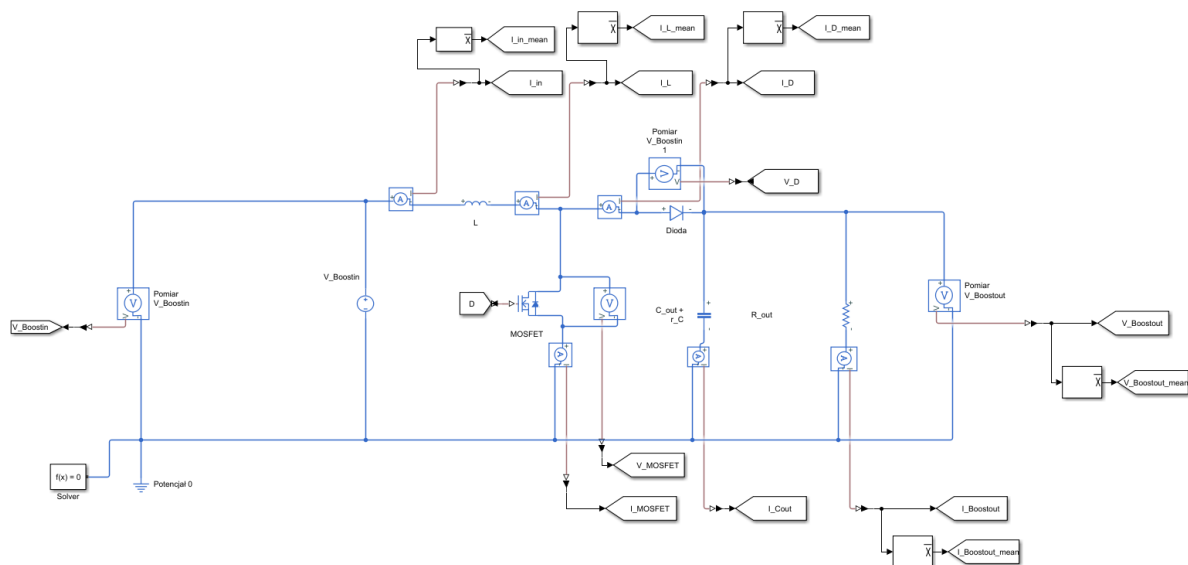 x
I_in_mean
x
I_L_mean
x
I_D_mean
I_in
I_L
I_D
Pomiar
V_Boostin
1
V_D
L
Dioda
Pomiar
V_Boostin
V_Boostin
D
MOSFET
C_out +
r_C
R_out
Pomiar
V_Boostout
V_Boostin
V_Boostout
x
V_Boostout_mean
f(x) = 0
Solver
Potencjał 0
V_MOSFET
I_MOSFET
I_Cout
I_Boostout
x
I_Boostout_mean